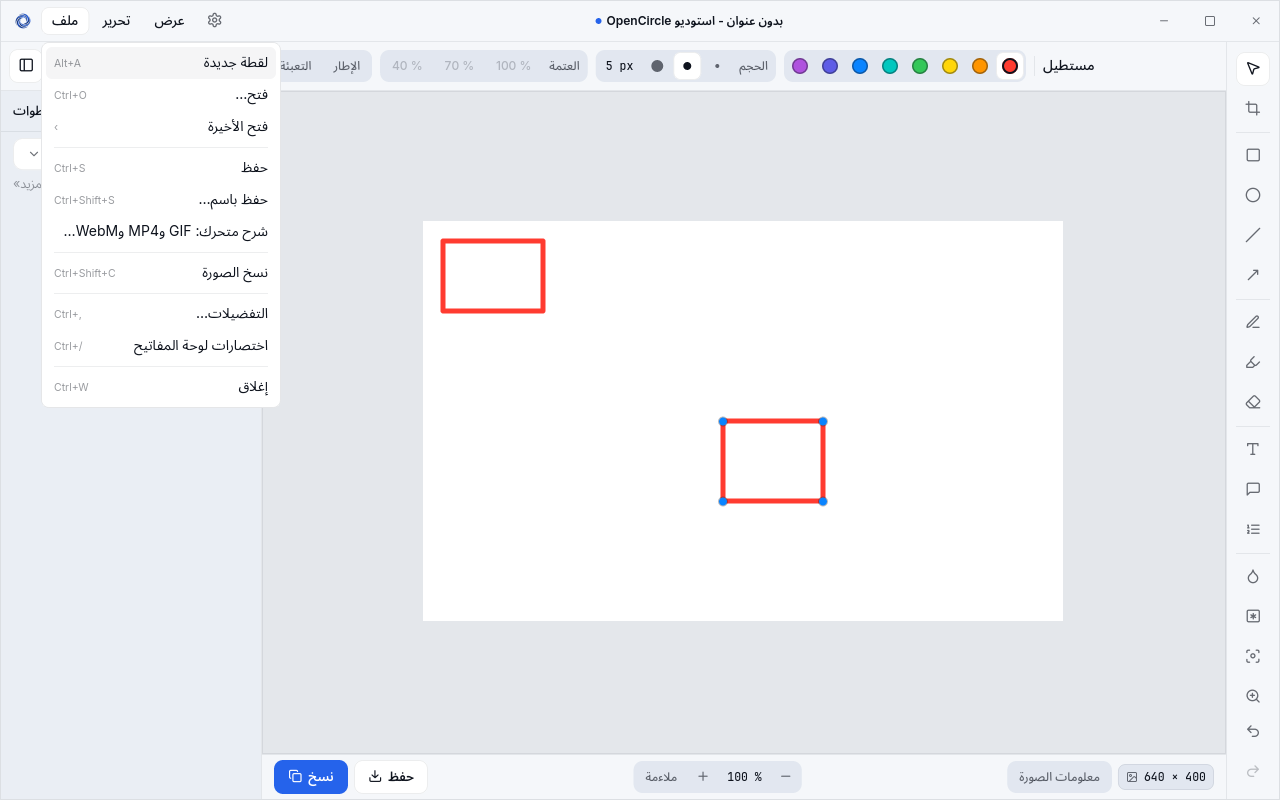 ملف
تحرير
عرض
بدون عنوان - استوديو OpenCircle
لقطة جديدة Alt+A
فتح... Ctrl+O
فتح الأخيرة
حفظ Ctrl+S
حفظ باسم... Ctrl+Shift+S
شرح متحرك: GIF وMP4 وWebM...
نسخ الصورة Ctrl+Shift+C
التفضيلات... Ctrl+,
اختصارات لوحة المفاتيح Ctrl+/
إغلاق Ctrl+W
مستطيل
الحجم
5 px
العتمة
100 %
70 %
40 %
الإطار
التعبئة
نسخ
حفظ
ملاءمة
100 %
معلومات الصورة
640 × 400